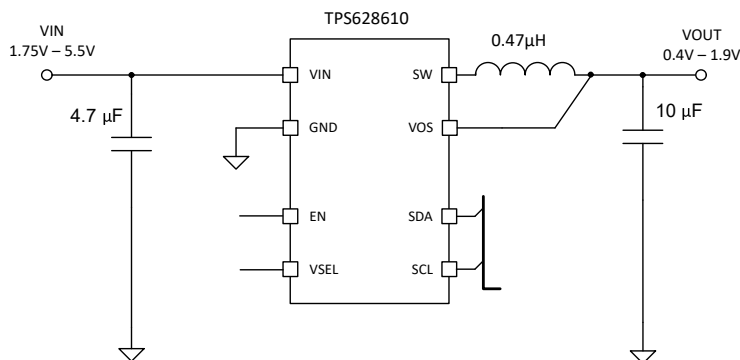 TPS628610
VIN
1.75V – 5.5V
0.47µH
VOUT
0.4V – 1.9V
VIN
SW
4.7 µF
10 µF
GND
VOS
EN
SDA
VSEL
SCL